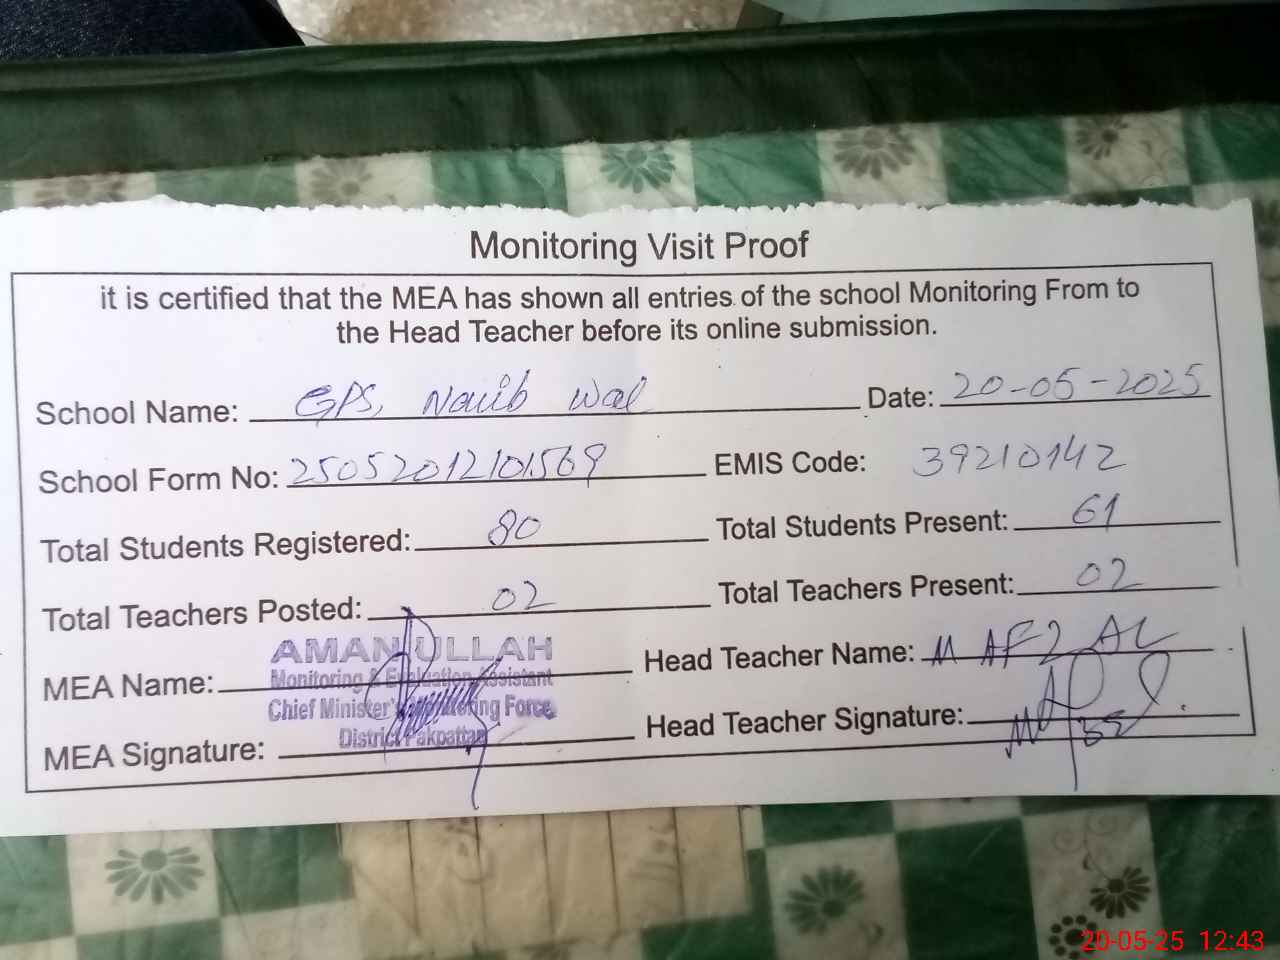 Monitoring Visit Proof
it is certified that the MEA has shown all entries of the school Monitoring From to
the Head Teacher before its online submission.
School Name: GPS, Naib Wal Date: 20-05-2025
School Form No: 25052012101569 EMIS Code: 39210142
Total Students Registered: 80 Total Students Present: 61
Total Teachers Posted: 02 Total Teachers Present: 02
AMAN ULLAH
MEA Name: Monitoring & Evaluation Assistant Head Teacher Name: M AFZAL
Chief Minister's Monitoring Force
MEA Signature: District Pakpattan Head Teacher Signature:
20-05-25 12:43